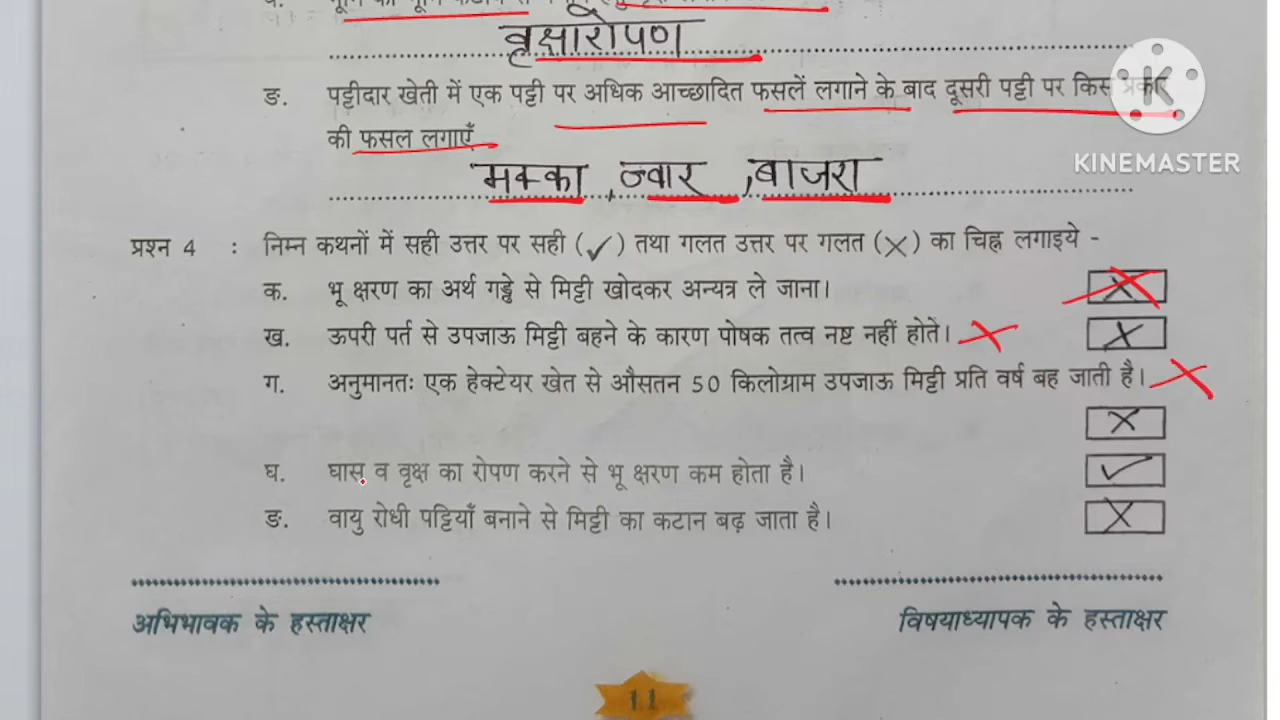 वृक्षारोपण
ङ. पट्टीदार खेती में एक पट्टी पर अधिक आच्छादित फसलें लगाने के बाद दूसरी पट्टी पर किस प्रकार
की फसल लगाएँ
KINEMASTER
मक्का, ज्वार, बाजरा
प्रश्न 4 : निम्न कथनों में सही उत्तर पर सही (✓) तथा गलत उत्तर पर गलत (×) का चिह्न लगाइये -
क. भू क्षरण का अर्थ गड्ढे से मिट्टी खोदकर अन्यत्र ले जाना। ×
ख. ऊपरी पर्त से उपजाऊ मिट्टी बहने के कारण पोषक तत्व नष्ट नहीं होते। × ×
ग. अनुमानतः एक हेक्टेयर खेत से औसतन 50 किलोग्राम उपजाऊ मिट्टी प्रति वर्ष बह जाती है। ×
×
घ. घास व वृक्ष का रोपण करने से भू क्षरण कम होता है। ✓
ङ. वायु रोधी पट्टियाँ बनाने से मिट्टी का कटान बढ़ जाता है। ×
अभिभावक के हस्ताक्षर विषयाध्यापक के हस्ताक्षर
11